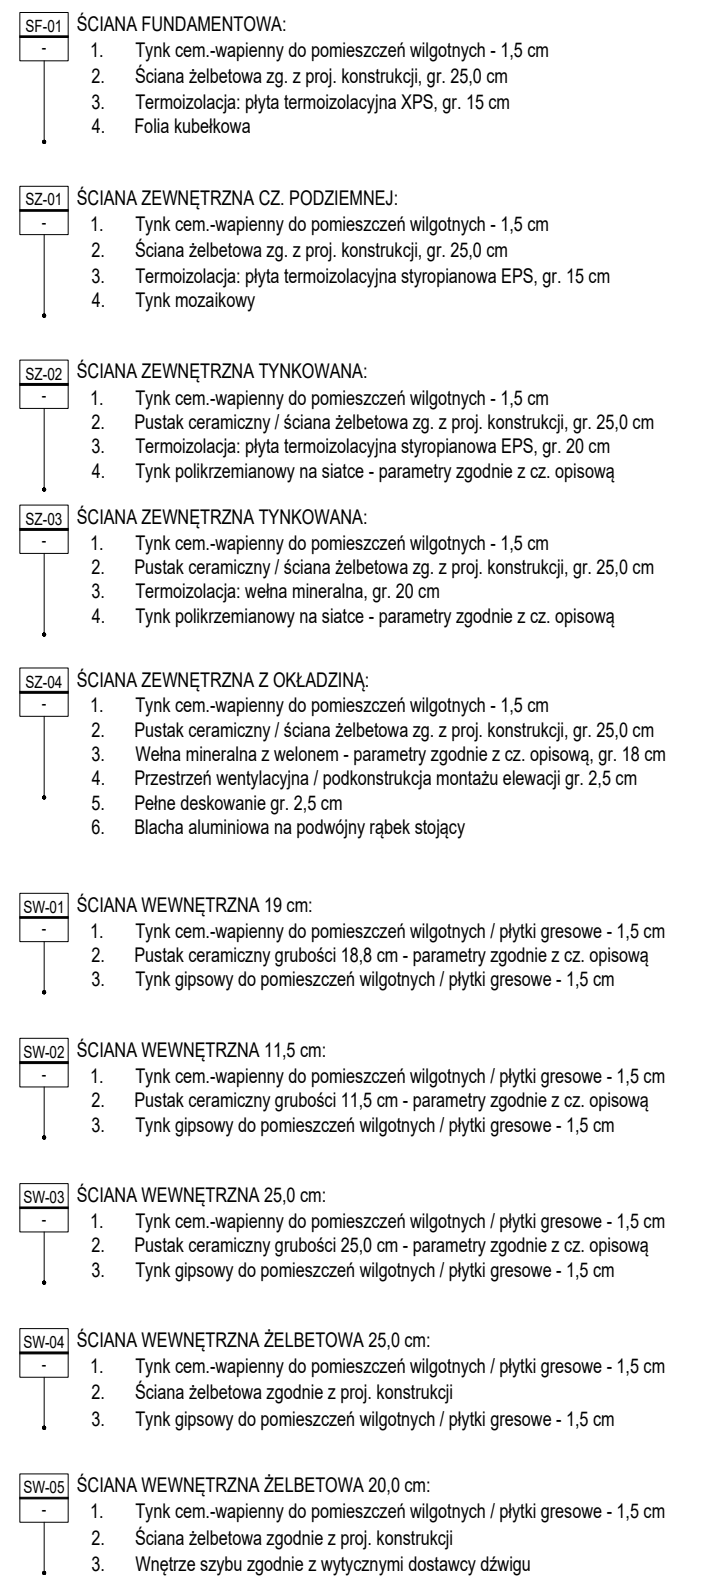 SF-01 ŚCIANA FUNDAMENTOWA:
- 1. Tynk cem.-wapienny do pomieszczeń wilgotnych - 1,5 cm
2. Ściana żelbetowa zg. z proj. konstrukcji, gr. 25,0 cm
3. Termoizolacja: płyta termoizolacyjna XPS, gr. 15 cm
4. Folia kubełkowa
SZ-01 ŚCIANA ZEWNĘTRZNA CZ. PODZIEMNEJ:
- 1. Tynk cem.-wapienny do pomieszczeń wilgotnych - 1,5 cm
2. Ściana żelbetowa zg. z proj. konstrukcji, gr. 25,0 cm
3. Termoizolacja: płyta termoizolacyjna styropianowa EPS, gr. 15 cm
4. Tynk mozaikowy
SZ-02 ŚCIANA ZEWNĘTRZNA TYNKOWANA:
- 1. Tynk cem.-wapienny do pomieszczeń wilgotnych - 1,5 cm
2. Pustak ceramiczny / ściana żelbetowa zg. z proj. konstrukcji, gr. 25,0 cm
3. Termoizolacja: płyta termoizolacyjna styropianowa EPS, gr. 20 cm
4. Tynk polikrzemianowy na siatce - parametry zgodnie z cz. opisową
SZ-03 ŚCIANA ZEWNĘTRZNA TYNKOWANA:
- 1. Tynk cem.-wapienny do pomieszczeń wilgotnych - 1,5 cm
2. Pustak ceramiczny / ściana żelbetowa zg. z proj. konstrukcji, gr. 25,0 cm
3. Termoizolacja: wełna mineralna, gr. 20 cm
4. Tynk polikrzemianowy na siatce - parametry zgodnie z cz. opisową
SZ-04 ŚCIANA ZEWNĘTRZNA Z OKŁADZINĄ:
- 1. Tynk cem.-wapienny do pomieszczeń wilgotnych - 1,5 cm
2. Pustak ceramiczny / ściana żelbetowa zg. z proj. konstrukcji, gr. 25,0 cm
3. Wełna mineralna z welonem - parametry zgodnie z cz. opisową, gr. 18 cm
4. Przestrzeń wentylacyjna / podkonstrukcja montażu elewacji gr. 2,5 cm
5. Pełne deskowanie gr. 2,5 cm
6. Blacha aluminiowa na podwójny rąbek stojący
SW-01 ŚCIANA WEWNĘTRZNA 19 cm:
- 1. Tynk cem.-wapienny do pomieszczeń wilgotnych / płytki gresowe - 1,5 cm
2. Pustak ceramiczny grubości 18,8 cm - parametry zgodnie z cz. opisową
3. Tynk gipsowy do pomieszczeń wilgotnych / płytki gresowe - 1,5 cm
SW-02 ŚCIANA WEWNĘTRZNA 11,5 cm:
- 1. Tynk cem.-wapienny do pomieszczeń wilgotnych / płytki gresowe - 1,5 cm
2. Pustak ceramiczny grubości 11,5 cm - parametry zgodnie z cz. opisową
3. Tynk gipsowy do pomieszczeń wilgotnych / płytki gresowe - 1,5 cm
SW-03 ŚCIANA WEWNĘTRZNA 25,0 cm:
- 1. Tynk cem.-wapienny do pomieszczeń wilgotnych / płytki gresowe - 1,5 cm
2. Pustak ceramiczny grubości 25,0 cm - parametry zgodnie z cz. opisową
3. Tynk gipsowy do pomieszczeń wilgotnych / płytki gresowe - 1,5 cm
SW-04 ŚCIANA WEWNĘTRZNA ŻELBETOWA 25,0 cm:
- 1. Tynk cem.-wapienny do pomieszczeń wilgotnych / płytki gresowe - 1,5 cm
2. Ściana żelbetowa zgodnie z proj. konstrukcji
3. Tynk gipsowy do pomieszczeń wilgotnych / płytki gresowe - 1,5 cm
SW-05 ŚCIANA WEWNĘTRZNA ŻELBETOWA 20,0 cm:
- 1. Tynk cem.-wapienny do pomieszczeń wilgotnych / płytki gresowe - 1,5 cm
2. Ściana żelbetowa zgodnie z proj. konstrukcji
3. Wnętrze szybu zgodnie z wytycznymi dostawcy dźwigu